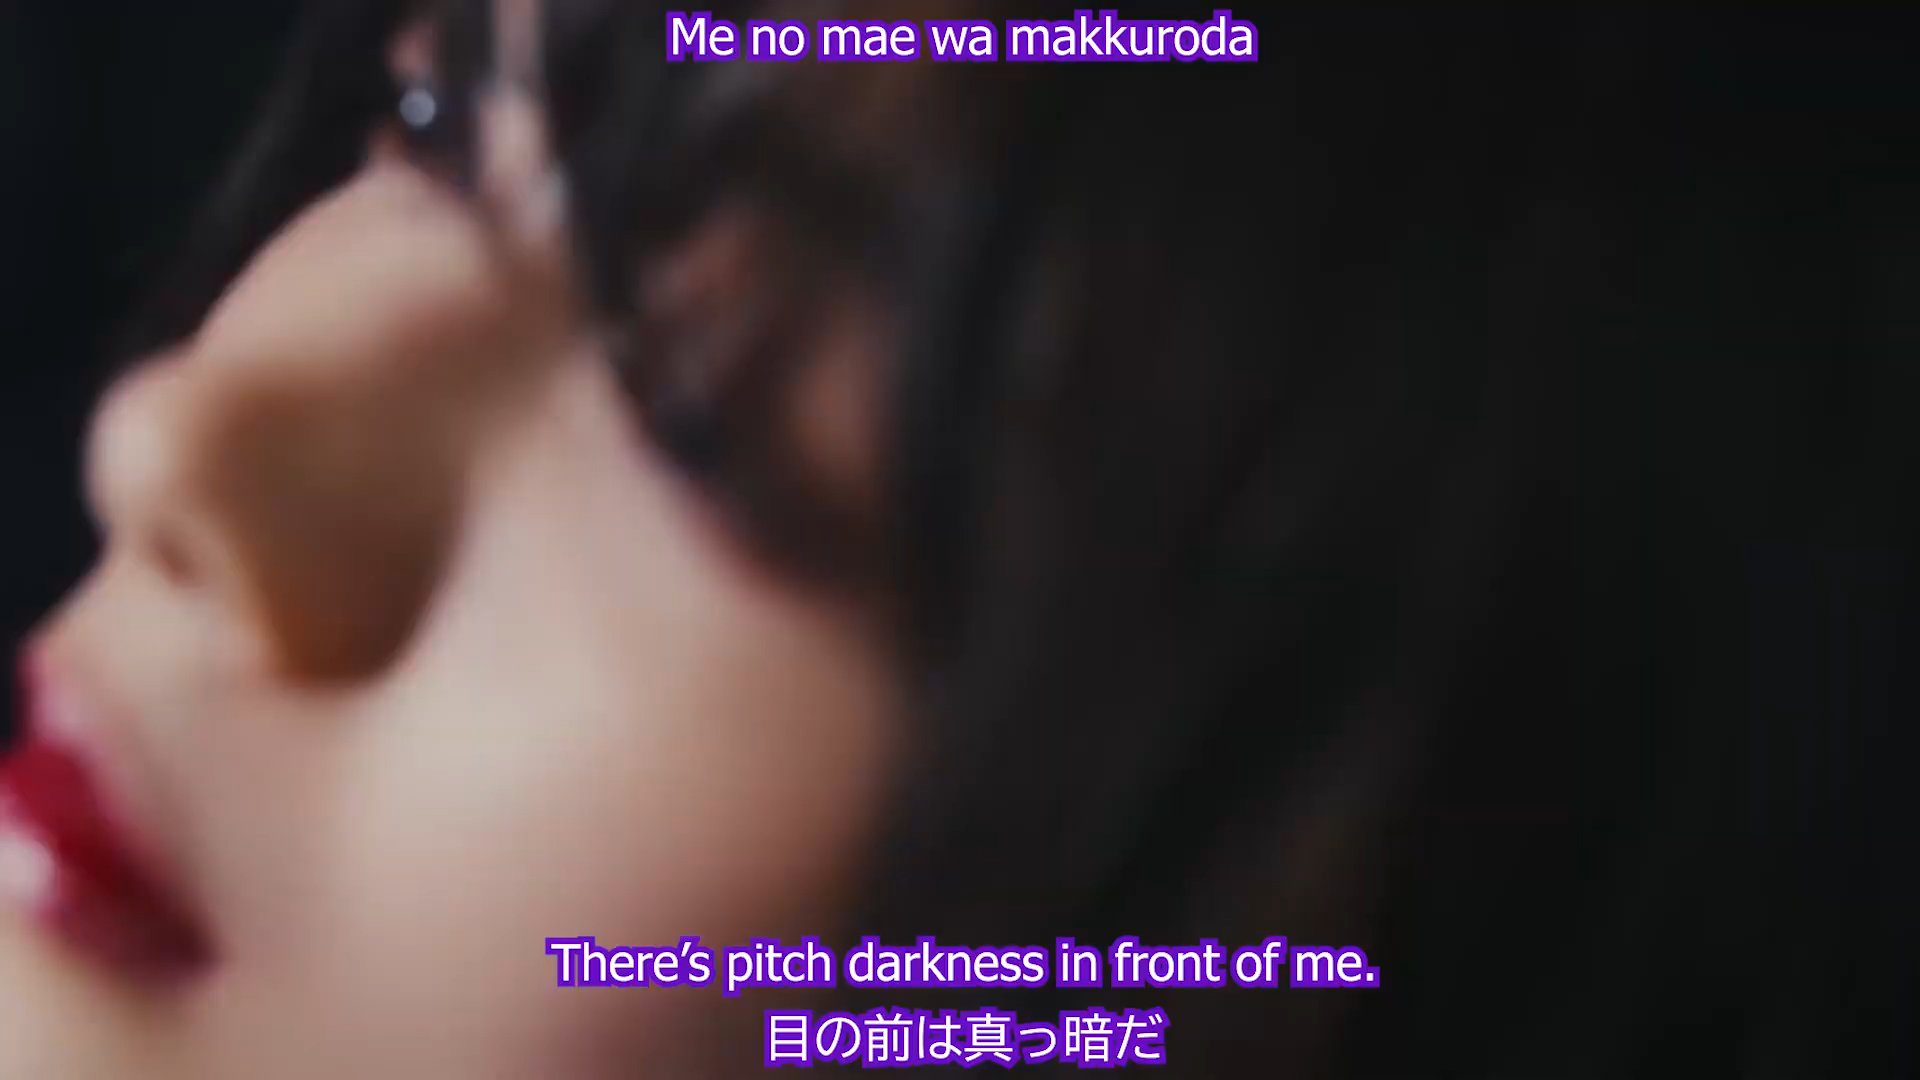 Me no mae wa makkuroda
There’s pitch darkness in front of me.
目の前は真っ暗だ